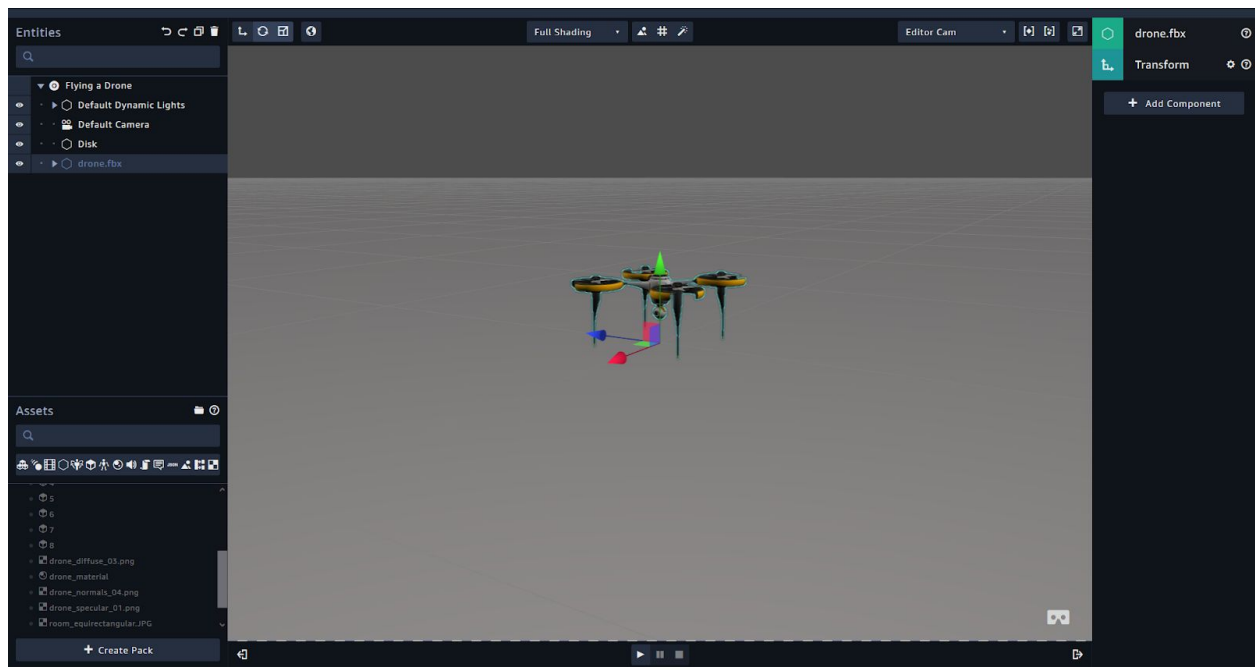 Entities
Flying a Drone
Default Dynamic Lights
Default Camera
Disk
drone.fbx
Full Shading
Editor Cam
drone.fbx
Transform
+ Add Component
Assets
5
6
7
8
drone_diffuse_03.png
drone_material
drone_normals_04.png
drone_specular_01.png
room_equirectangular.JPG
+ Create Pack